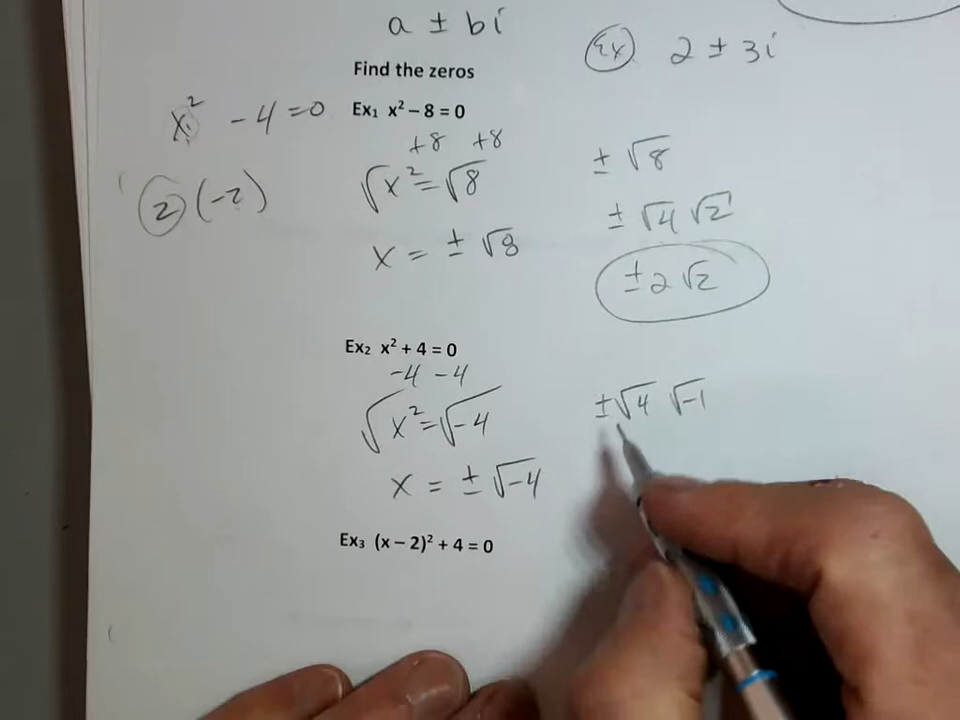 a ± bi
Ex 2 ± 3i
Find the zeros
x² - 4 = 0
Ex₁ x² – 8 = 0
+8 +8
√x² = √8
x = ± √8
2 (-2)
± √8
± √4 √2
± 2 √2
Ex₂ x² + 4 = 0
-4 -4
√x² = √-4
x = ± √-4
± √4 √-1
Ex₃ (x – 2)² + 4 = 0